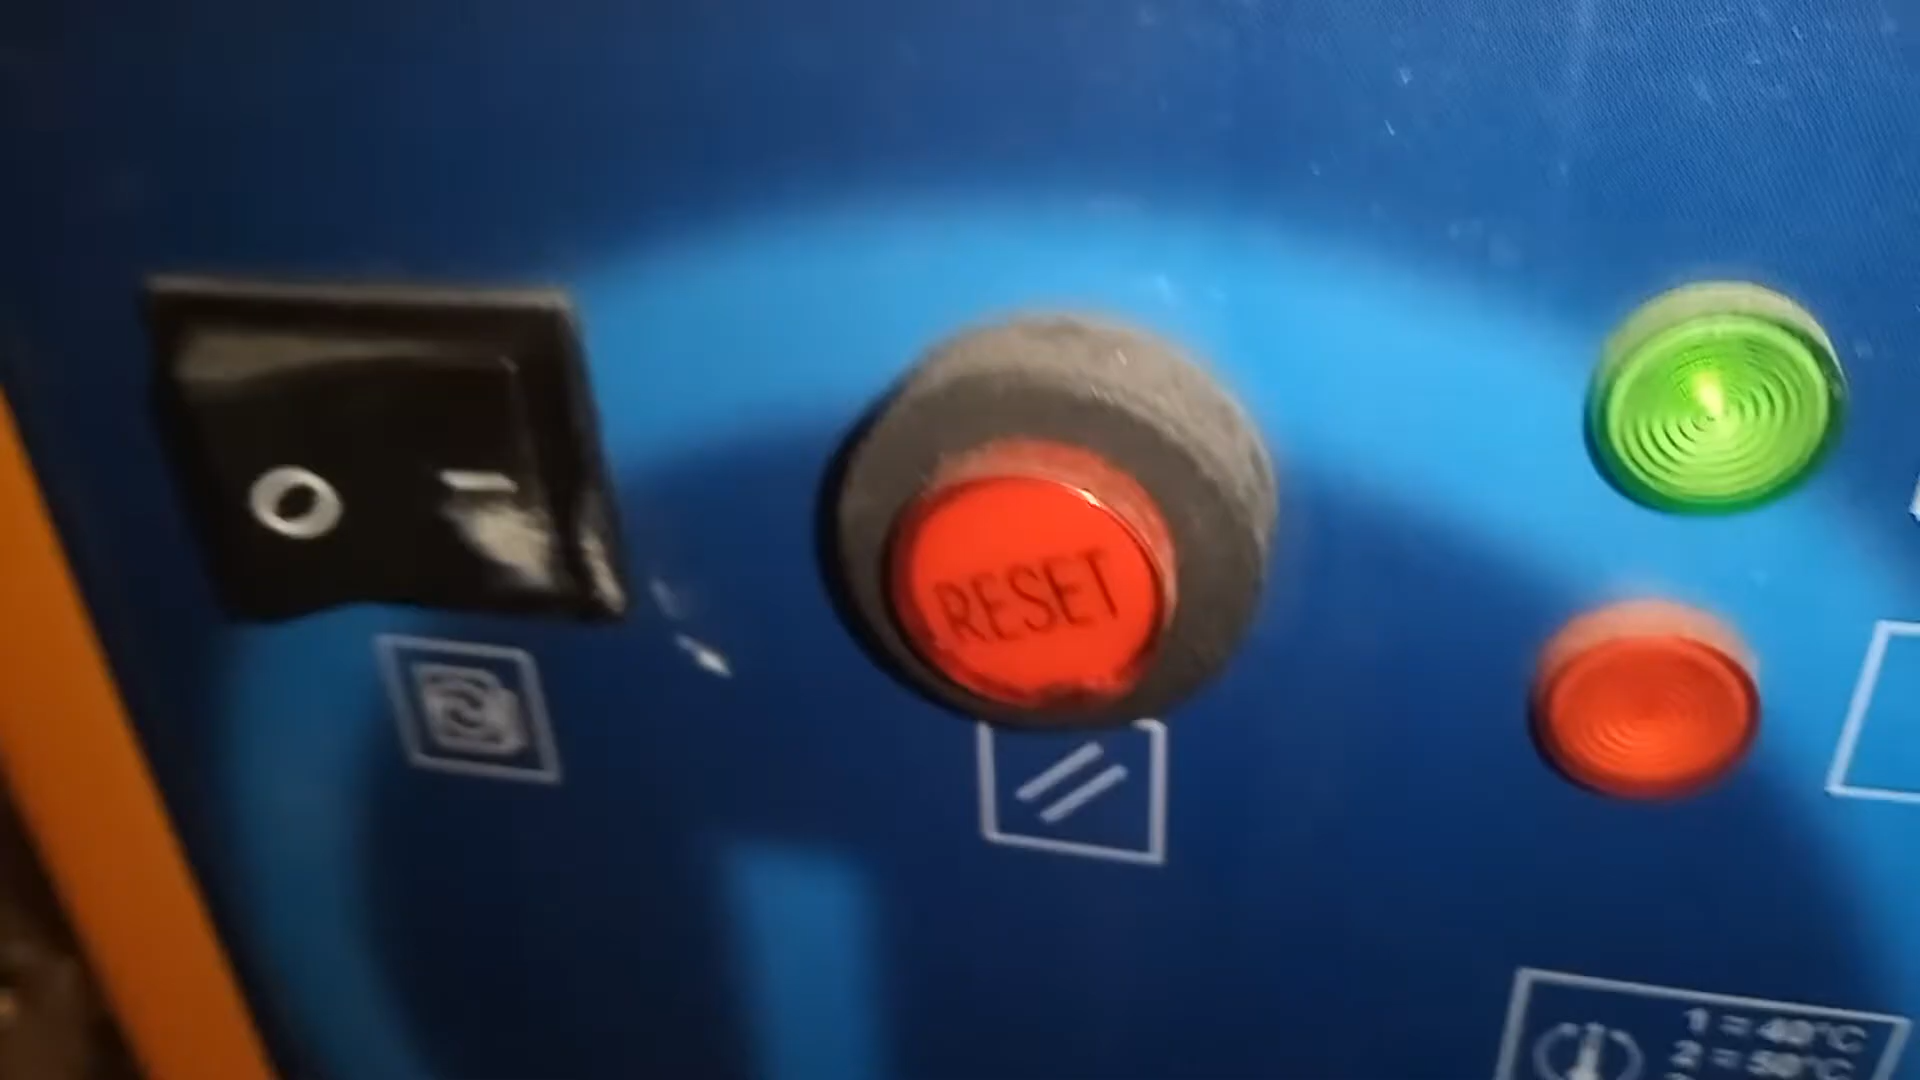 RESET
1 = 40°C
2 = 50°C